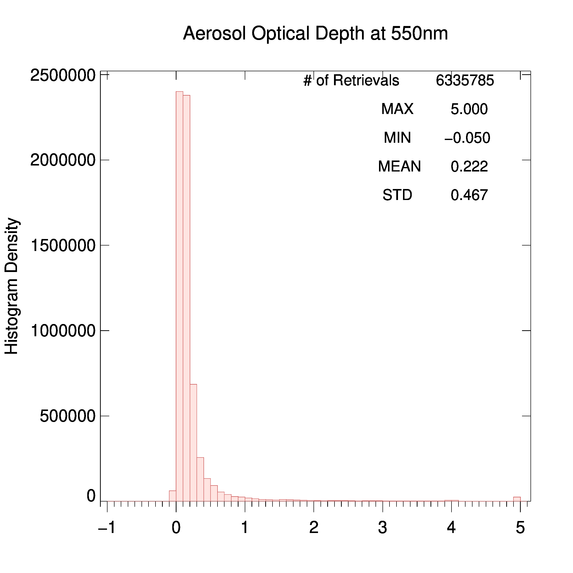 Aerosol Optical Depth at 550nm
# of Retrievals 6335785
MAX 5.000
MIN −0.050
MEAN 0.222
STD 0.467
Histogram Density
2500000
2000000
1500000
1000000
500000
0
−1 0 1 2 3 4 5